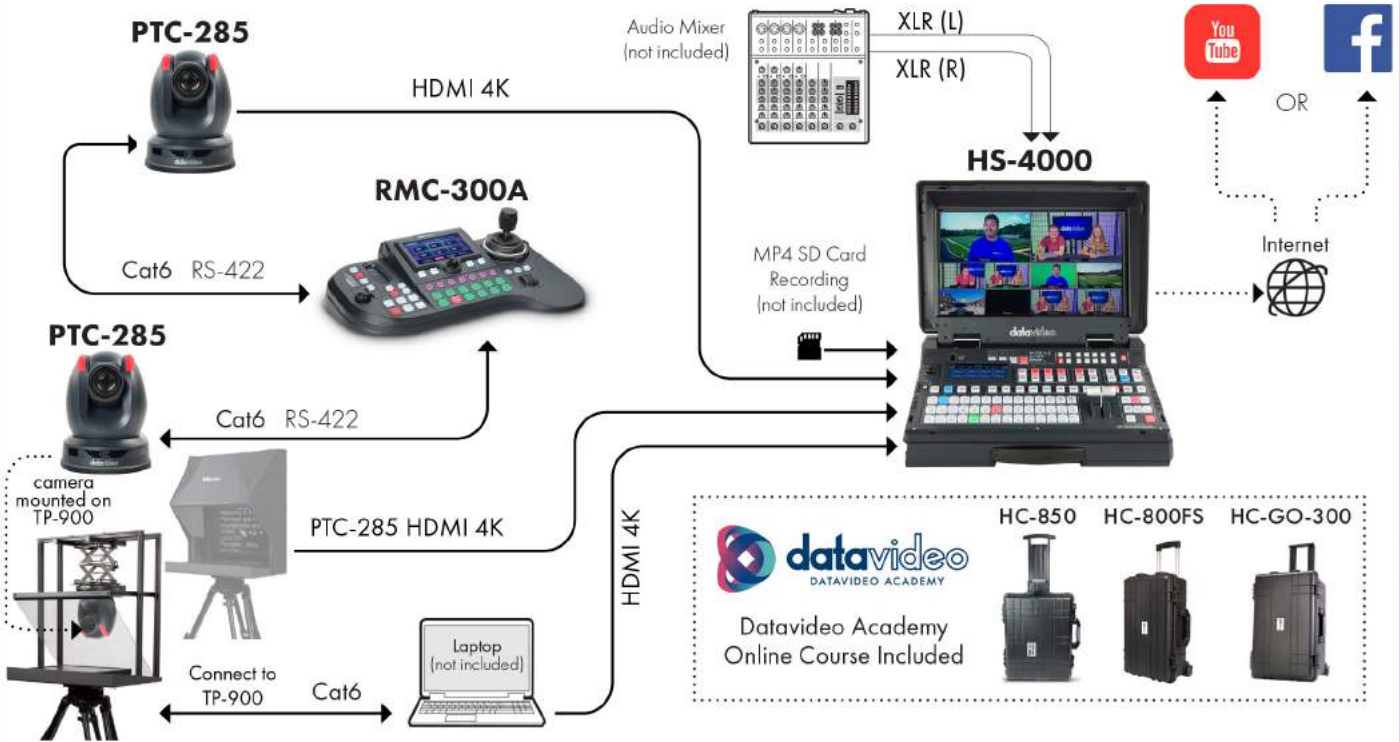 PTC-285
HDMI 4K
Audio Mixer
(not included)
XLR (L)
XLR (R)
You
Tube
f
OR
HS-4000
RMC-300A
Cat6 RS-422
MP4 SD Card
Recording
(not included)
datavideo
Internet
PTC-285
Cat6 RS-422
camera
mounted on
TP-900
PTC-285 HDMI 4K
HDMI 4K
Laptop
(not included)
Connect to
TP-900
Cat6
datavideo
DATAVIDEO ACADEMY
Datavideo Academy
Online Course Included
HC-850
HC-800FS
HC-GO-300